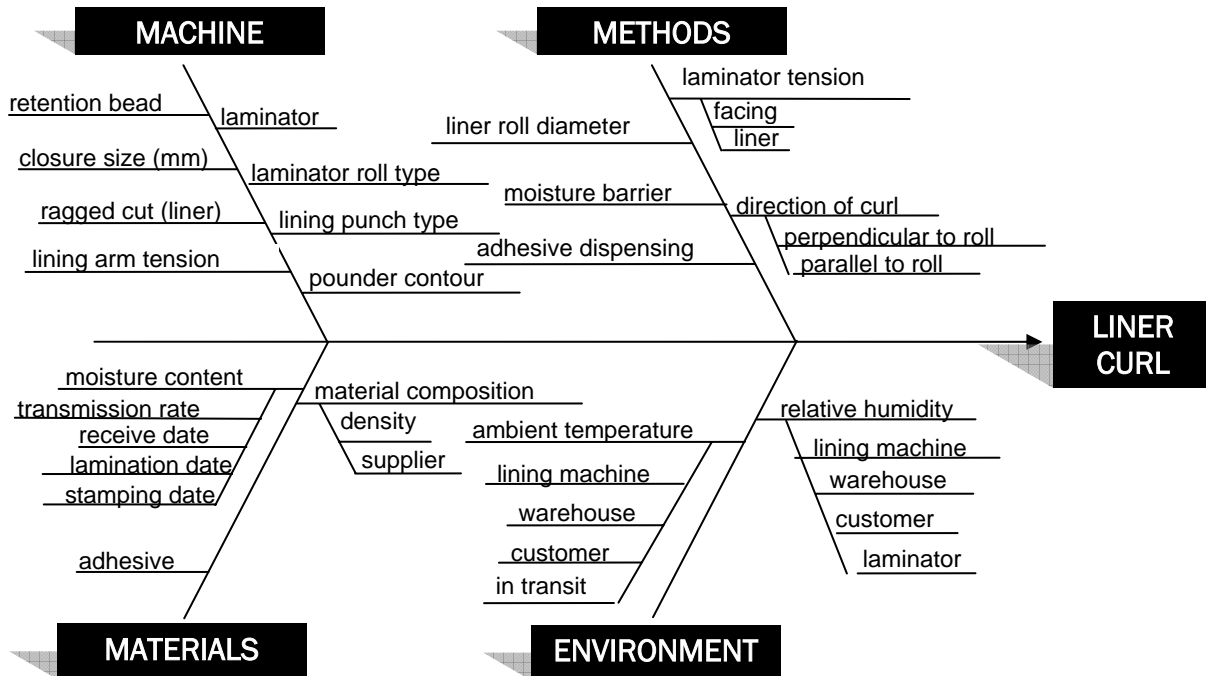 MACHINE
retention bead
laminator
closure size (mm)
laminator roll type
ragged cut (liner)
lining punch type
lining arm tension
pounder contour
METHODS
laminator tension
facing
liner
liner roll diameter
moisture barrier
direction of curl
perpendicular to roll
parallel to roll
adhesive dispensing
LINER
CURL
moisture content
transmission rate
receive date
lamination date
stamping date
material composition
density
supplier
adhesive
MATERIALS
ambient temperature
lining machine
warehouse
customer
in transit
relative humidity
lining machine
warehouse
customer
laminator
ENVIRONMENT